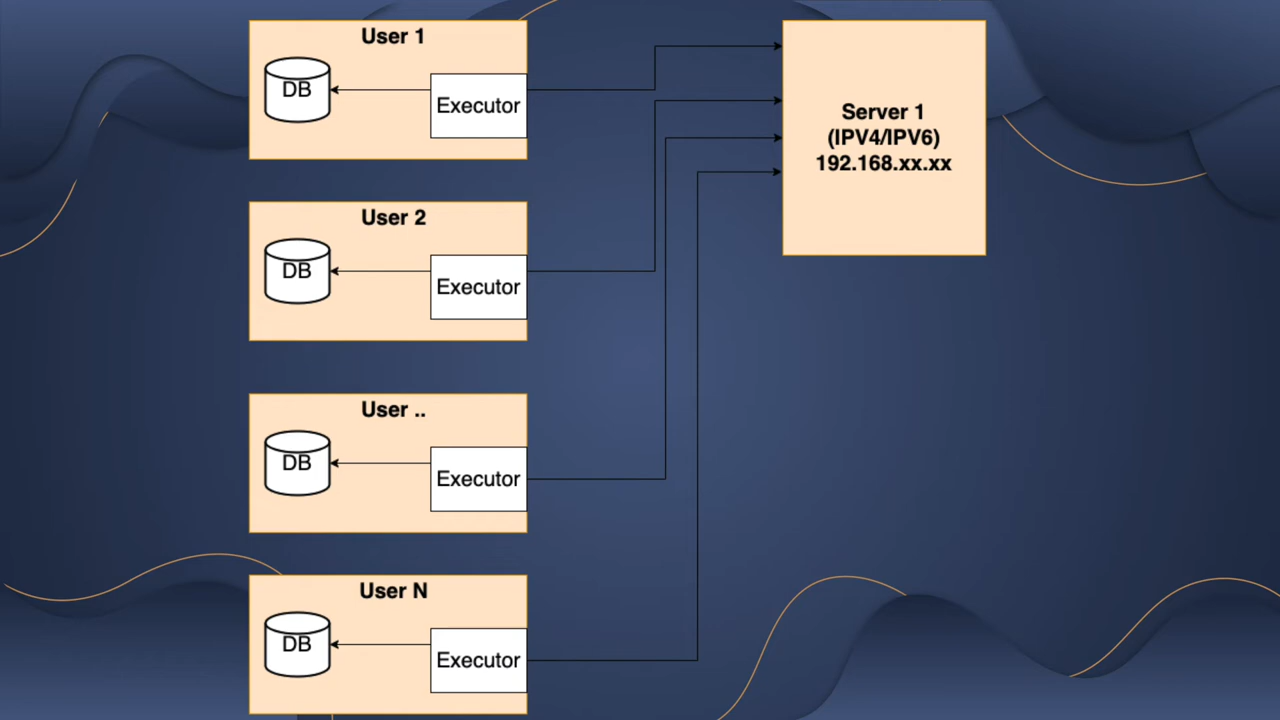 User 1
DB
Executor
Server 1
(IPV4/IPV6)
192.168.xx.xx
User 2
DB
Executor
User ..
DB
Executor
User N
DB
Executor